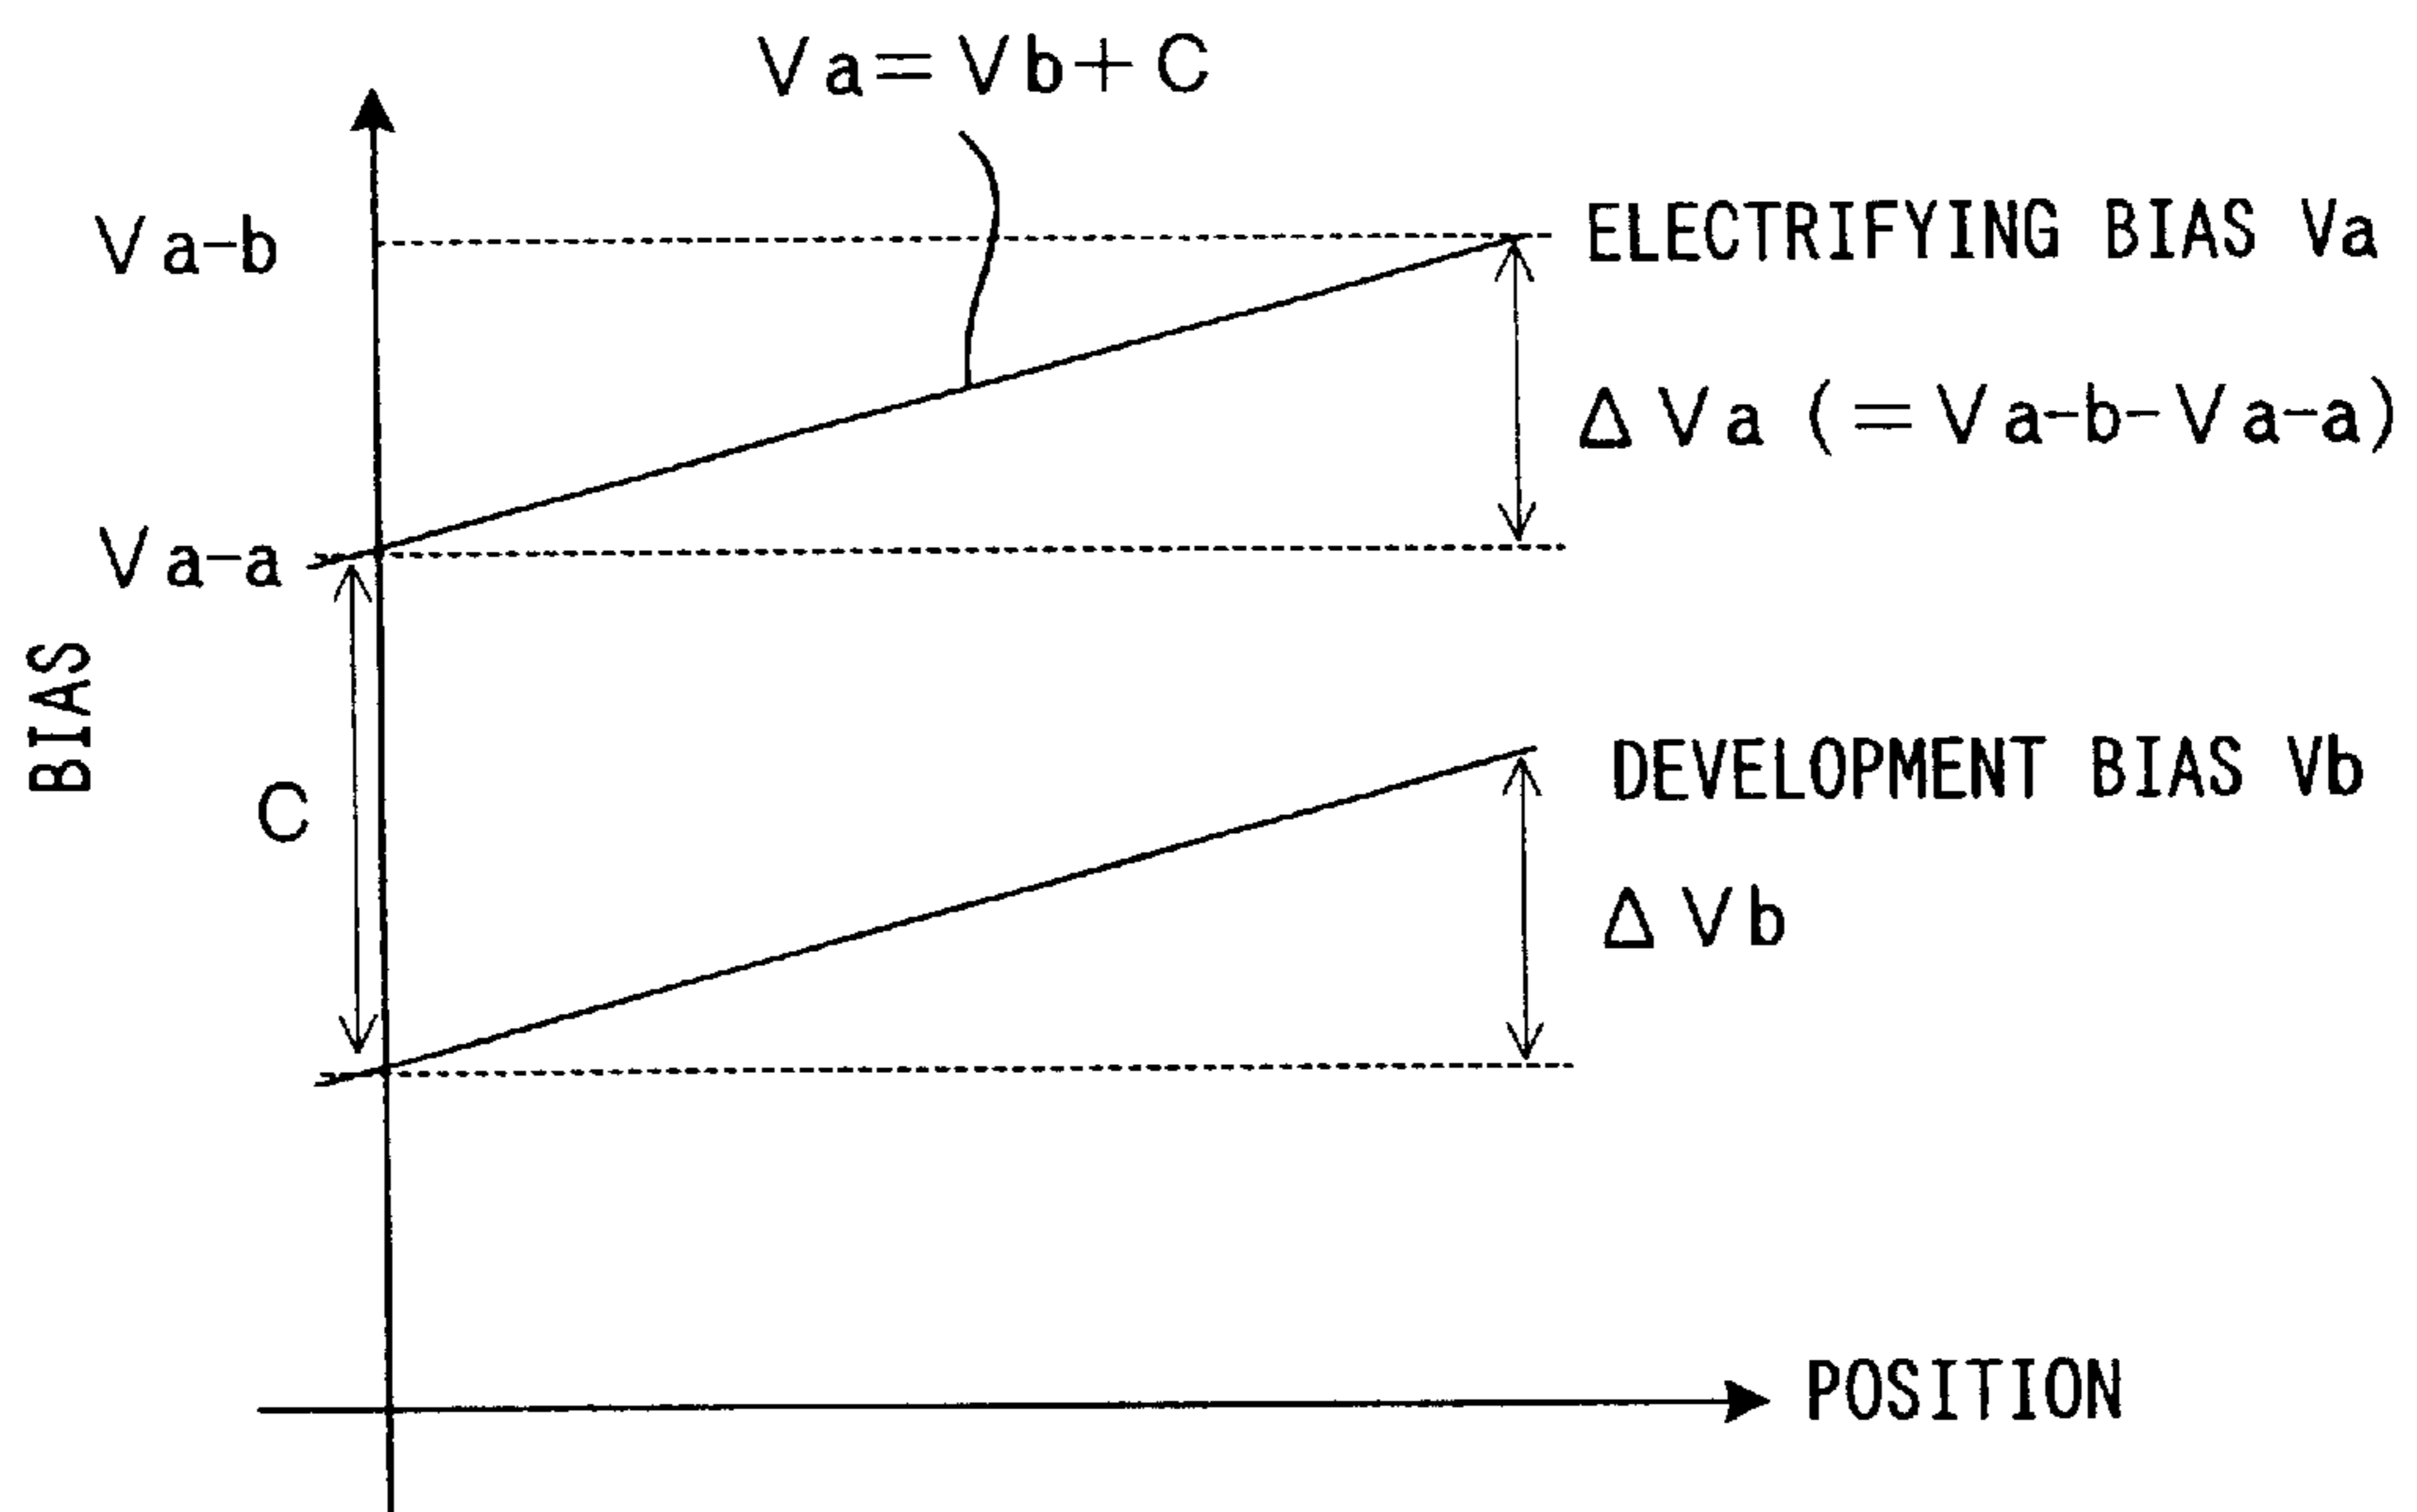 Va=Vb+C
Va-b
ELECTRIFYING BIAS Va
ΔVa (=Va-b-Va-a)
Va-a
BIAS
C
DEVELOPMENT BIAS Vb
ΔVb
POSITION